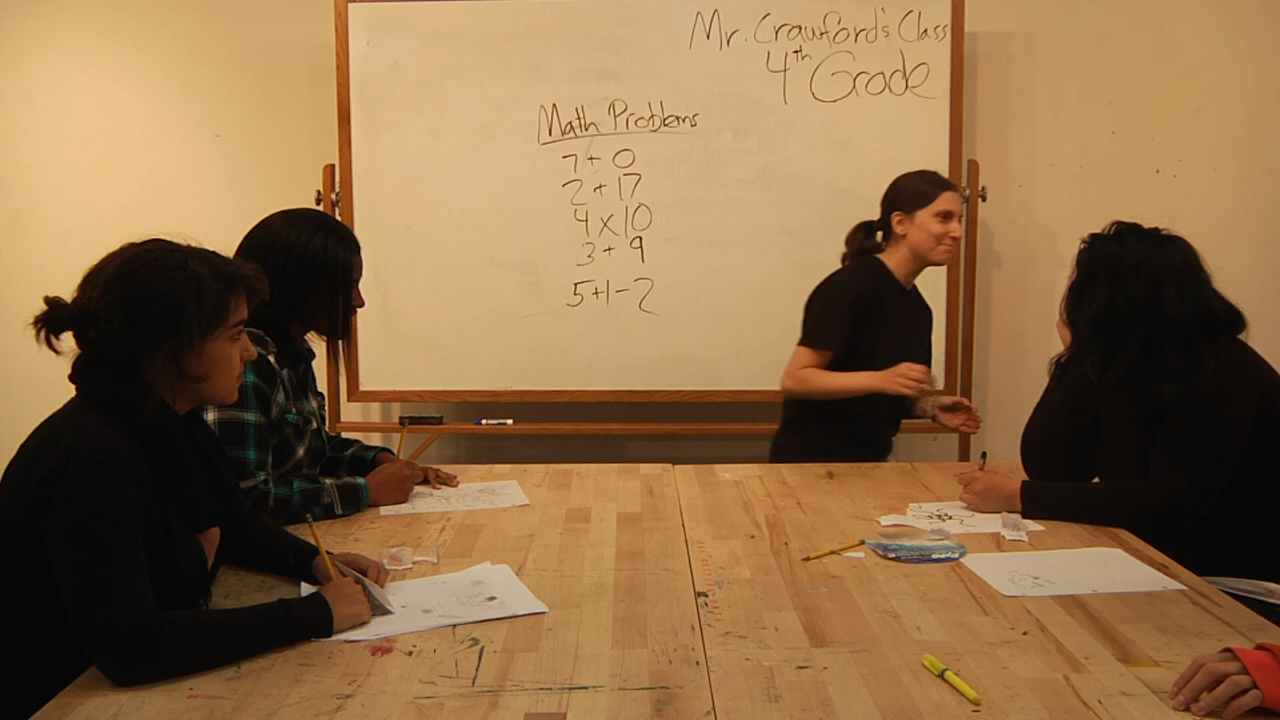 Mr. Crawford's Class
4th Grade
Math Problems
7+0
2+17
4x10
3+9
5+1-2